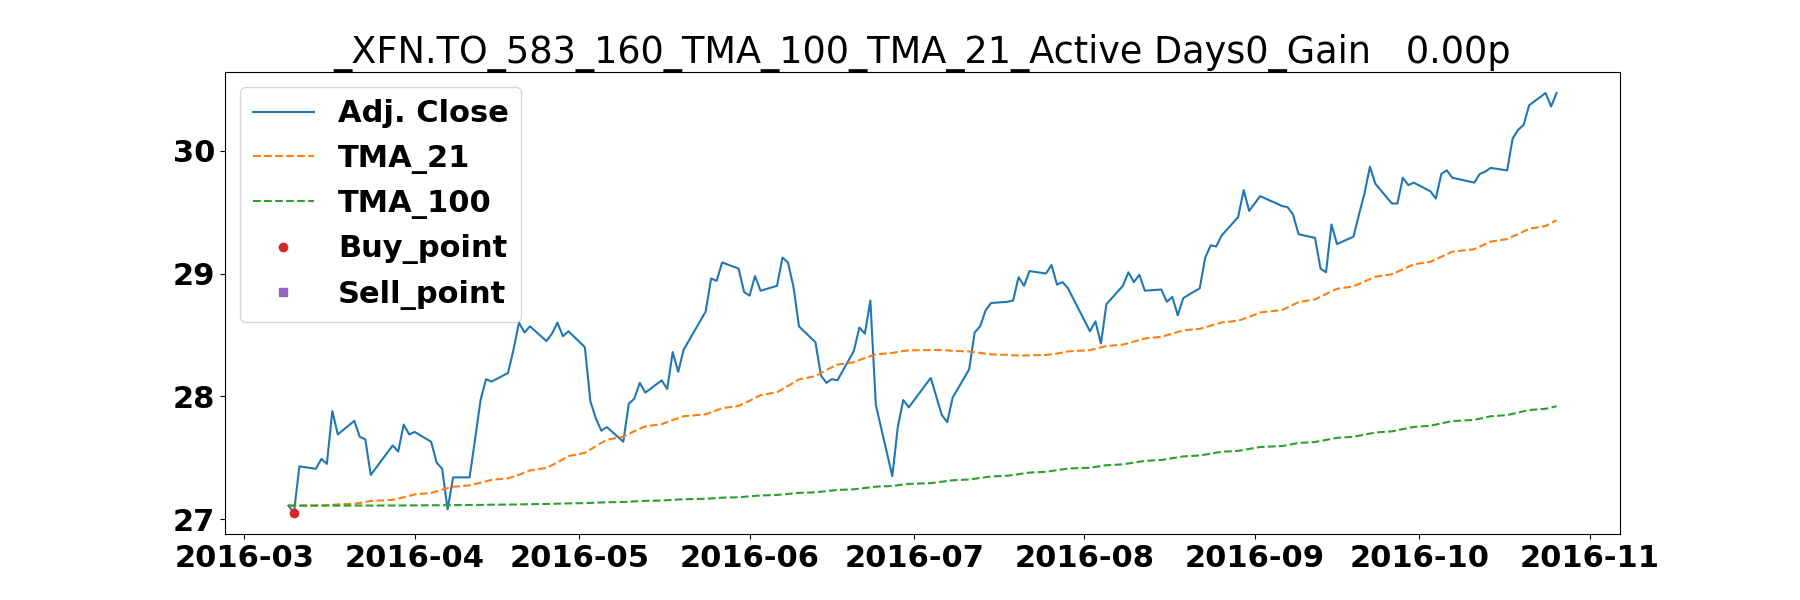 _XFN.TO_583_160_TMA_100_TMA_21_Active Days0_Gain   0.00p
Adj. Close
TMA_21
TMA_100
Buy_point
Sell_point
30
29
28
27
2016-03 2016-04 2016-05 2016-06 2016-07 2016-08 2016-09 2016-10 2016-11